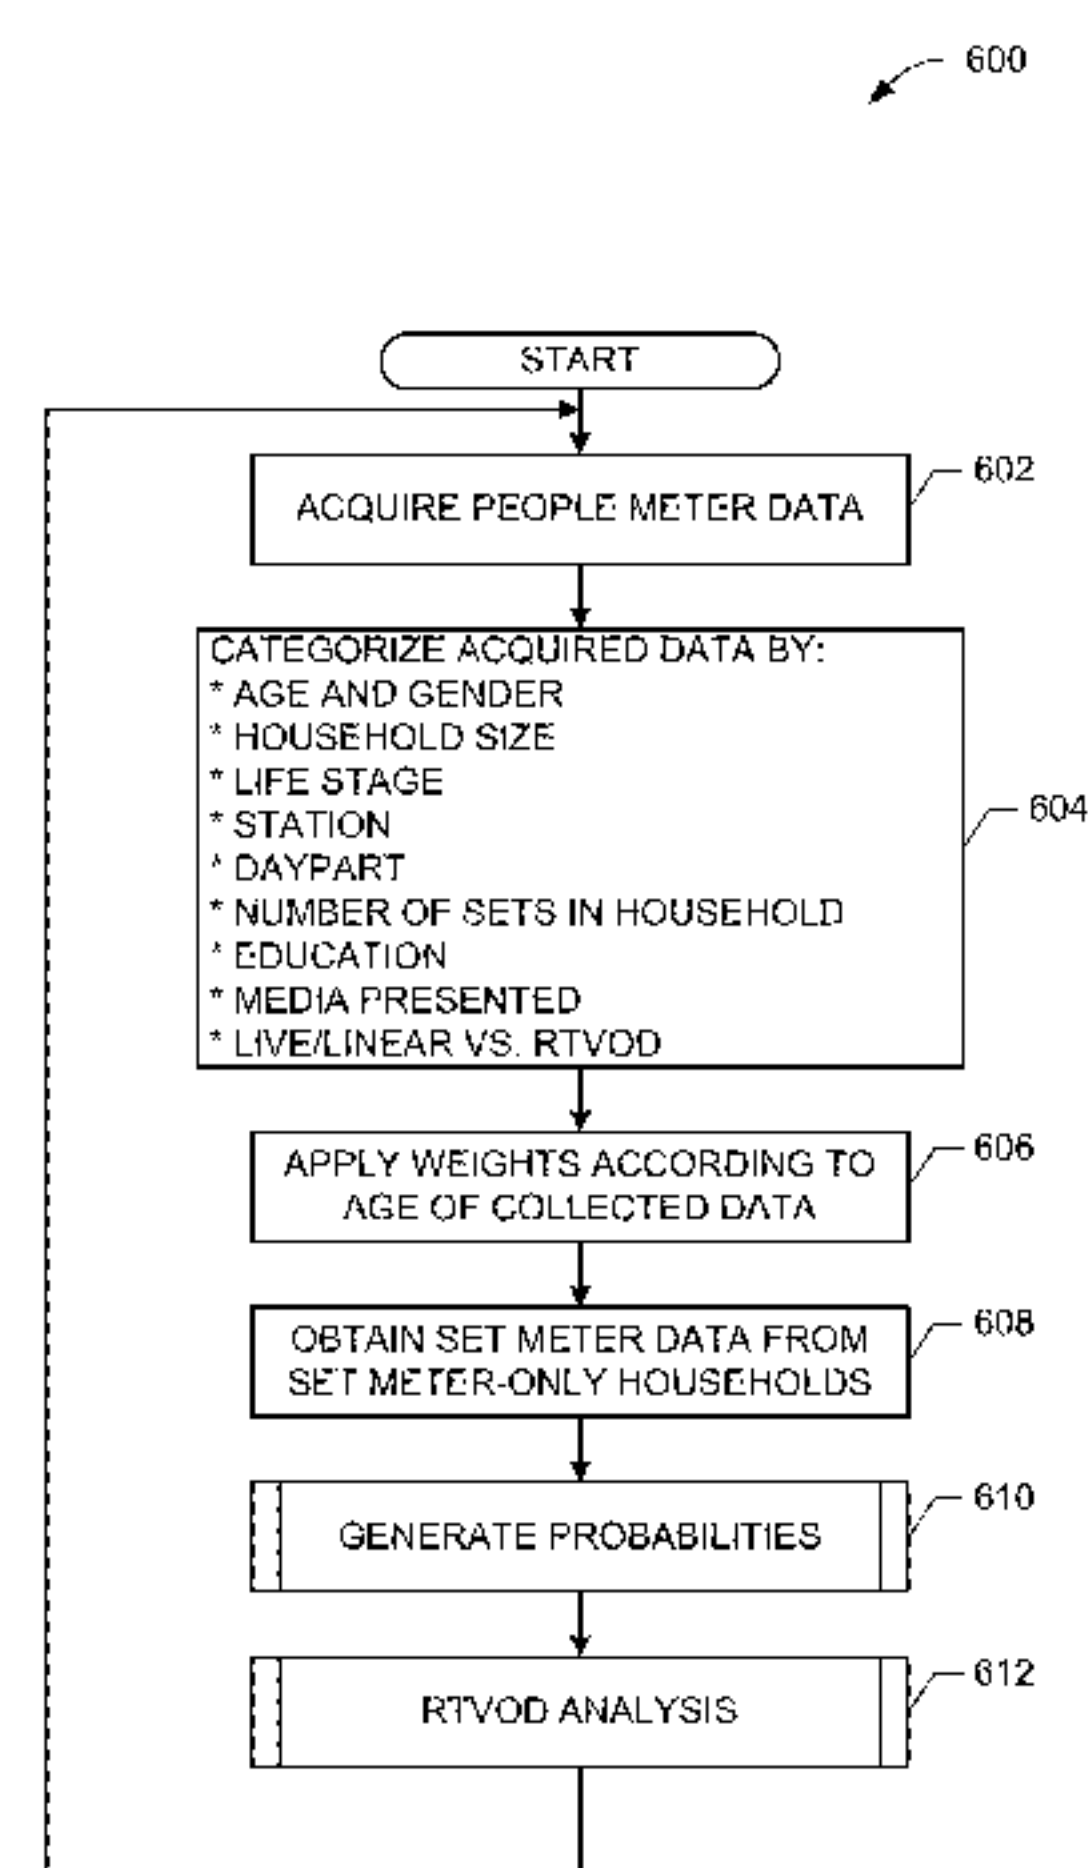 600
START
602
ACQUIRE PEOPLE METER DATA
CATEGORIZE ACQUIRED DATA BY:
* AGE AND GENDER
* HOUSEHOLD SIZE
* LIFE STAGE
* STATION
* DAYPART
* NUMBER OF SETS IN HOUSEHOLD
* EDUCATION
* MEDIA PRESENTED
* LIVE/LINEAR VS. RTVOD
604
606
APPLY WEIGHTS ACCORDING TO
AGE OF COLLECTED DATA
608
OBTAIN SET METER DATA FROM
SET METER-ONLY HOUSEHOLDS
610
GENERATE PROBABILITIES
612
RTVOD ANALYSIS